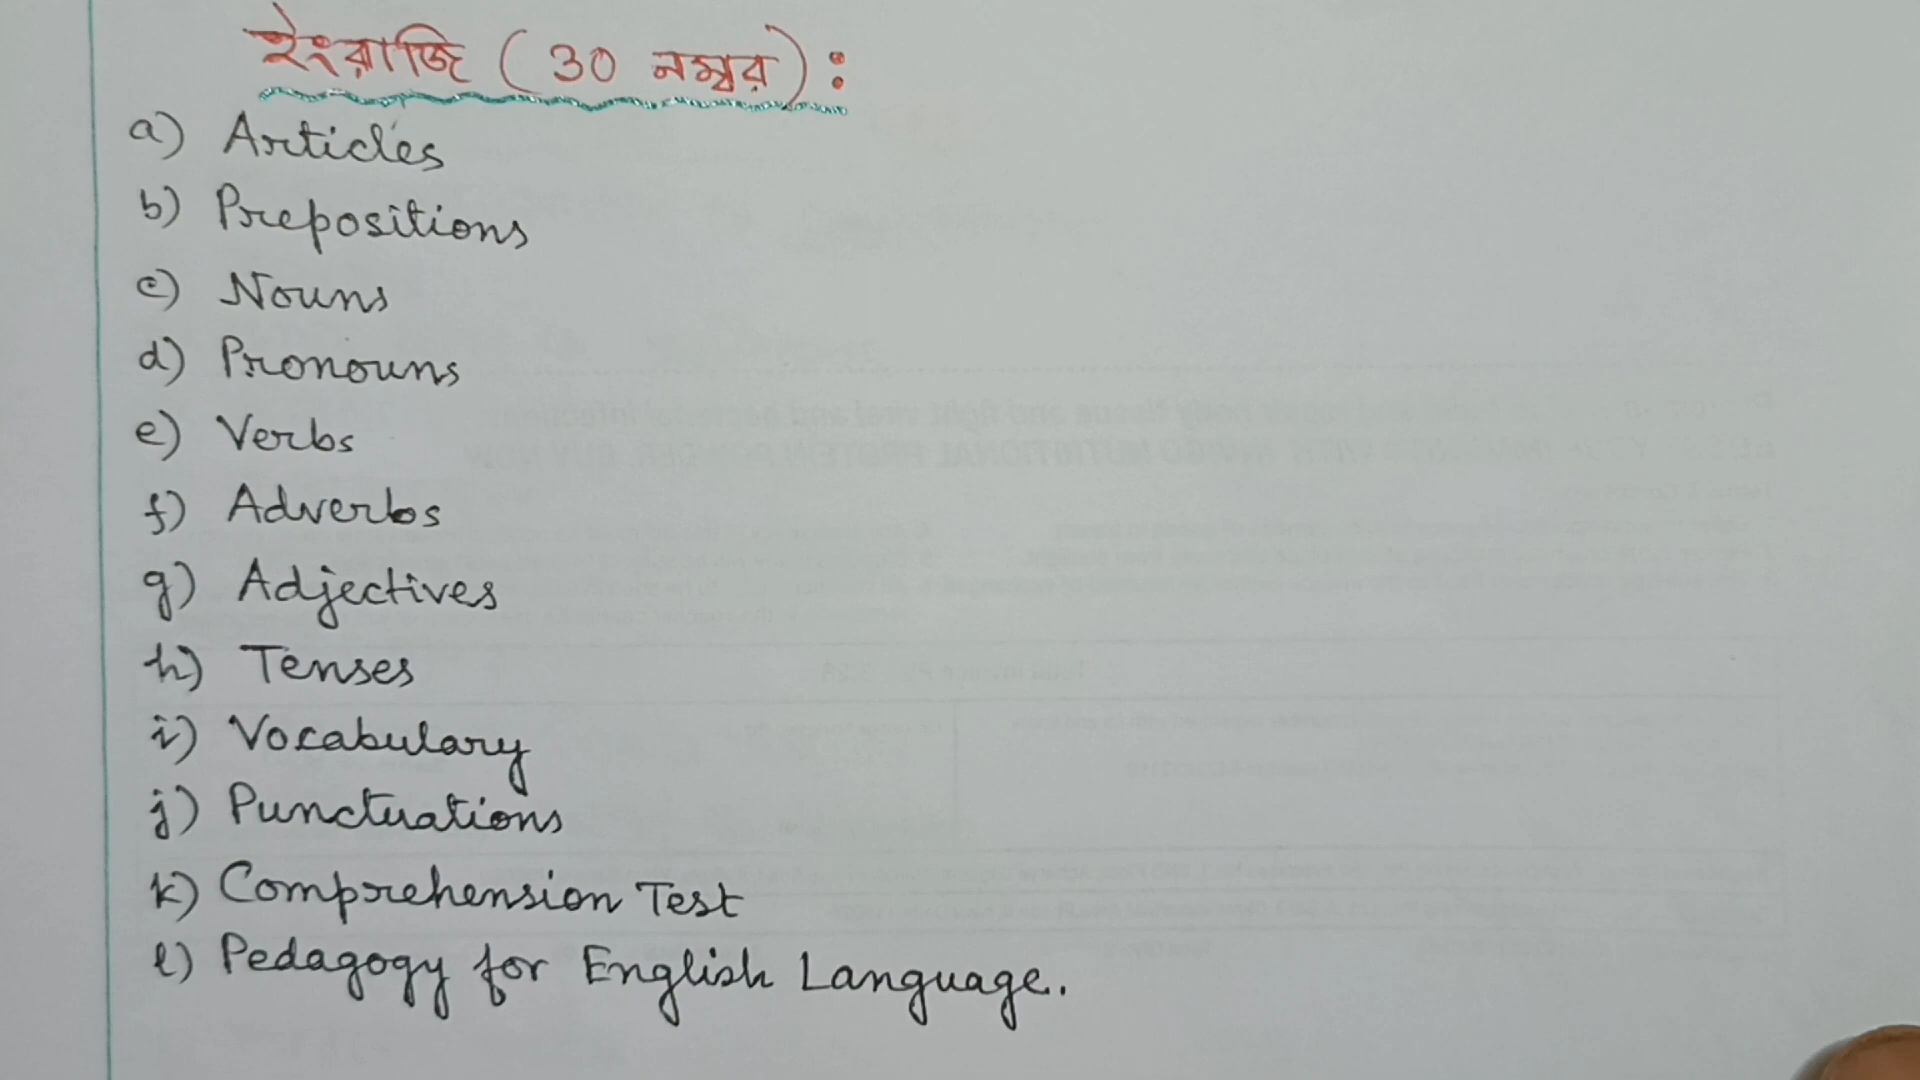 ইংরাজি (30 নম্বর):
a) Articles
b) Prepositions
c) Nouns
d) Pronouns
e) Verbs
f) Adverbs
g) Adjectives
h) Tenses
i) Vocabulary
j) Punctuations
k) Comprehension Test
l) Pedagogy for English Language.